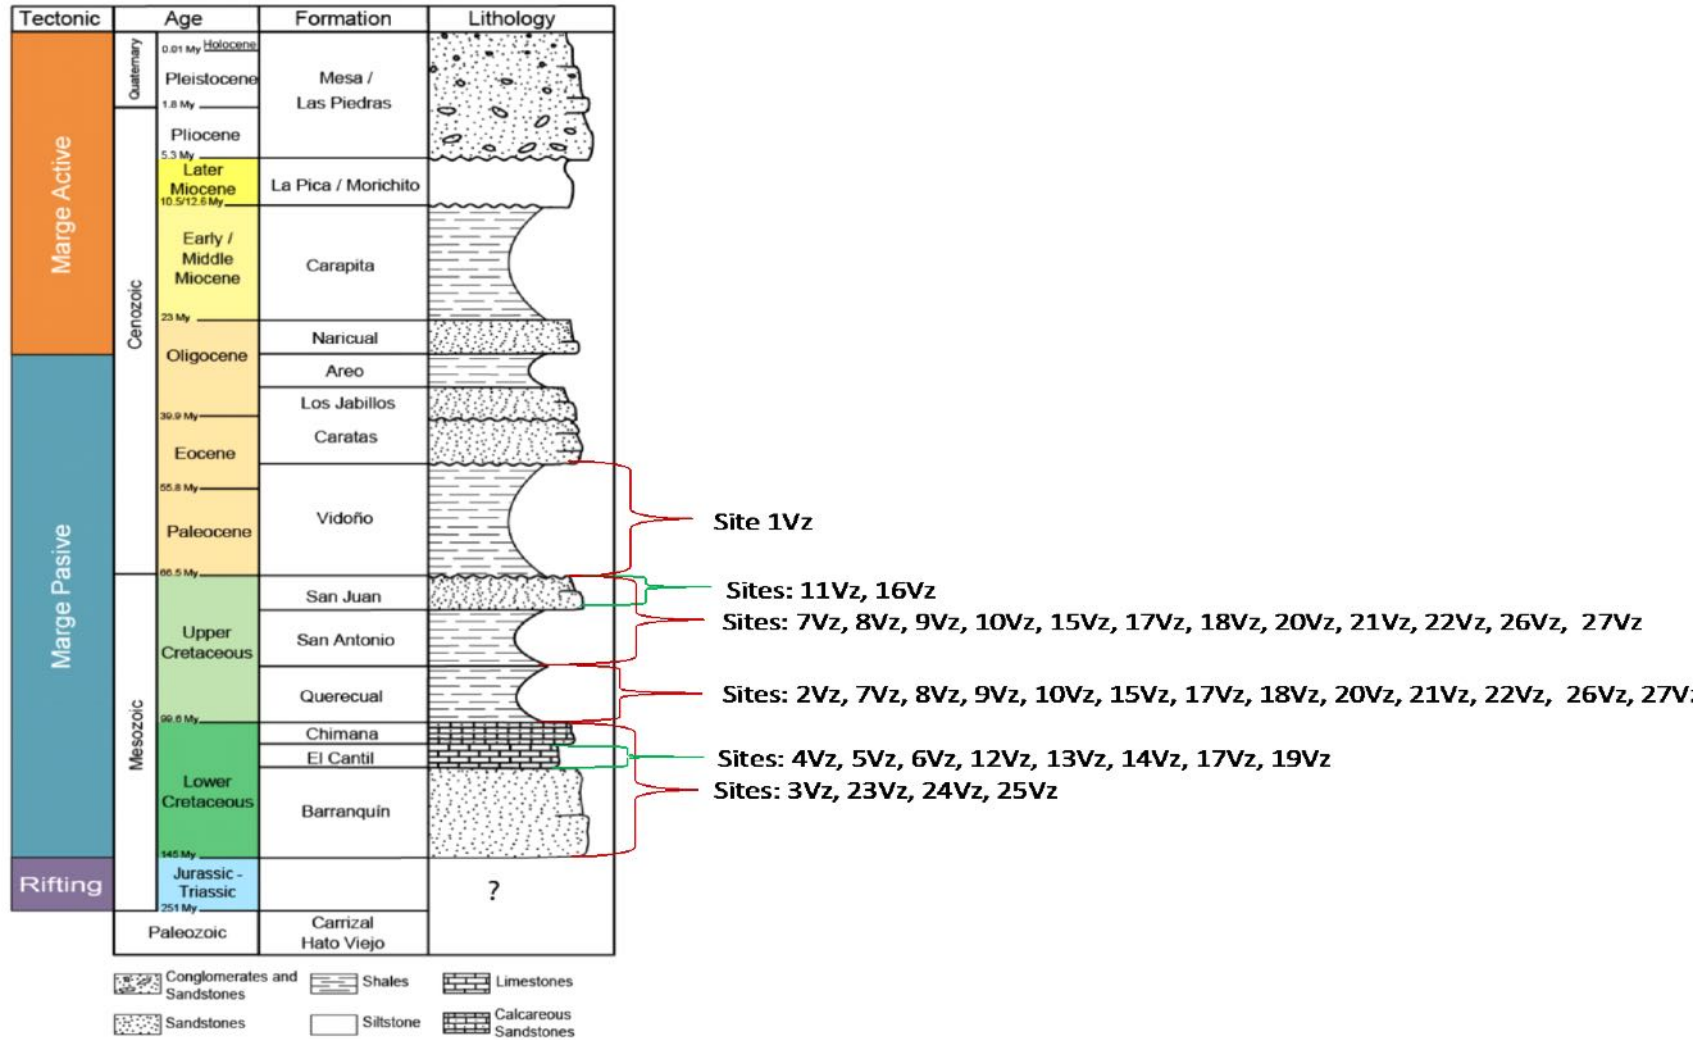 Tectonic
Age
Formation
Lithology
Marge Active
Marge Pasive
Rifting
Quaternary
Cenozoic
Mesozoic
Paleozoic
0.01 My Holocene
Pleistocene
1.8 My
Pliocene
5.3 My
Later
Miocene
10.5/12.6 My
Early /
Middle
Miocene
23 My
Oligocene
39.9 My
Eocene
55.8 My
Paleocene
66.5 My
Upper
Cretaceous
99.6 My
Lower
Cretaceous
145 My
Jurassic -
Triassic
251 My
Mesa /
Las Piedras
La Pica / Morichito
Carapita
Naricual
Areo
Los Jabillos
Caratas
Vidoño
San Juan
San Antonio
Querecual
Chimana
El Cantil
Barranquín
Carrizal
Hato Viejo
?
Site 1Vz
Sites: 11Vz, 16Vz
Sites: 7Vz, 8Vz, 9Vz, 10Vz, 15Vz, 17Vz, 18Vz, 20Vz, 21Vz, 22Vz, 26Vz, 27Vz
Sites: 2Vz, 7Vz, 8Vz, 9Vz, 10Vz, 15Vz, 17Vz, 18Vz, 20Vz, 21Vz, 22Vz, 26Vz, 27V
Sites: 4Vz, 5Vz, 6Vz, 12Vz, 13Vz, 14Vz, 17Vz, 19Vz
Sites: 3Vz, 23Vz, 24Vz, 25Vz
Conglomerates and
Sandstones
Shales
Limestones
Sandstones
Siltstone
Calcareous
Sandstones